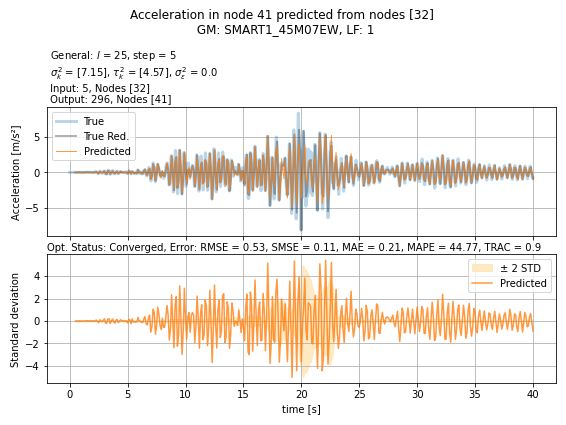 Acceleration in node 41 predicted from nodes [32]
GM: SMART1_45M07EW, LF: 1
General: l = 25, step = 5
σ²ₖ = [7.15], τ²ₖ = [4.57], σ²ε = 0.0
Input: 5, Nodes [32]
Output: 296, Nodes [41]
True
True Red.
Predicted
Acceleration [m/s²]
5
0
−5
Opt. Status: Converged, Error: RMSE = 0.53, SMSE = 0.11, MAE = 0.21, MAPE = 44.77, TRAC = 0.9
± 2 STD
Predicted
Standard deviation
4
2
0
−2
−4
0 5 10 15 20 25 30 35 40
time [s]